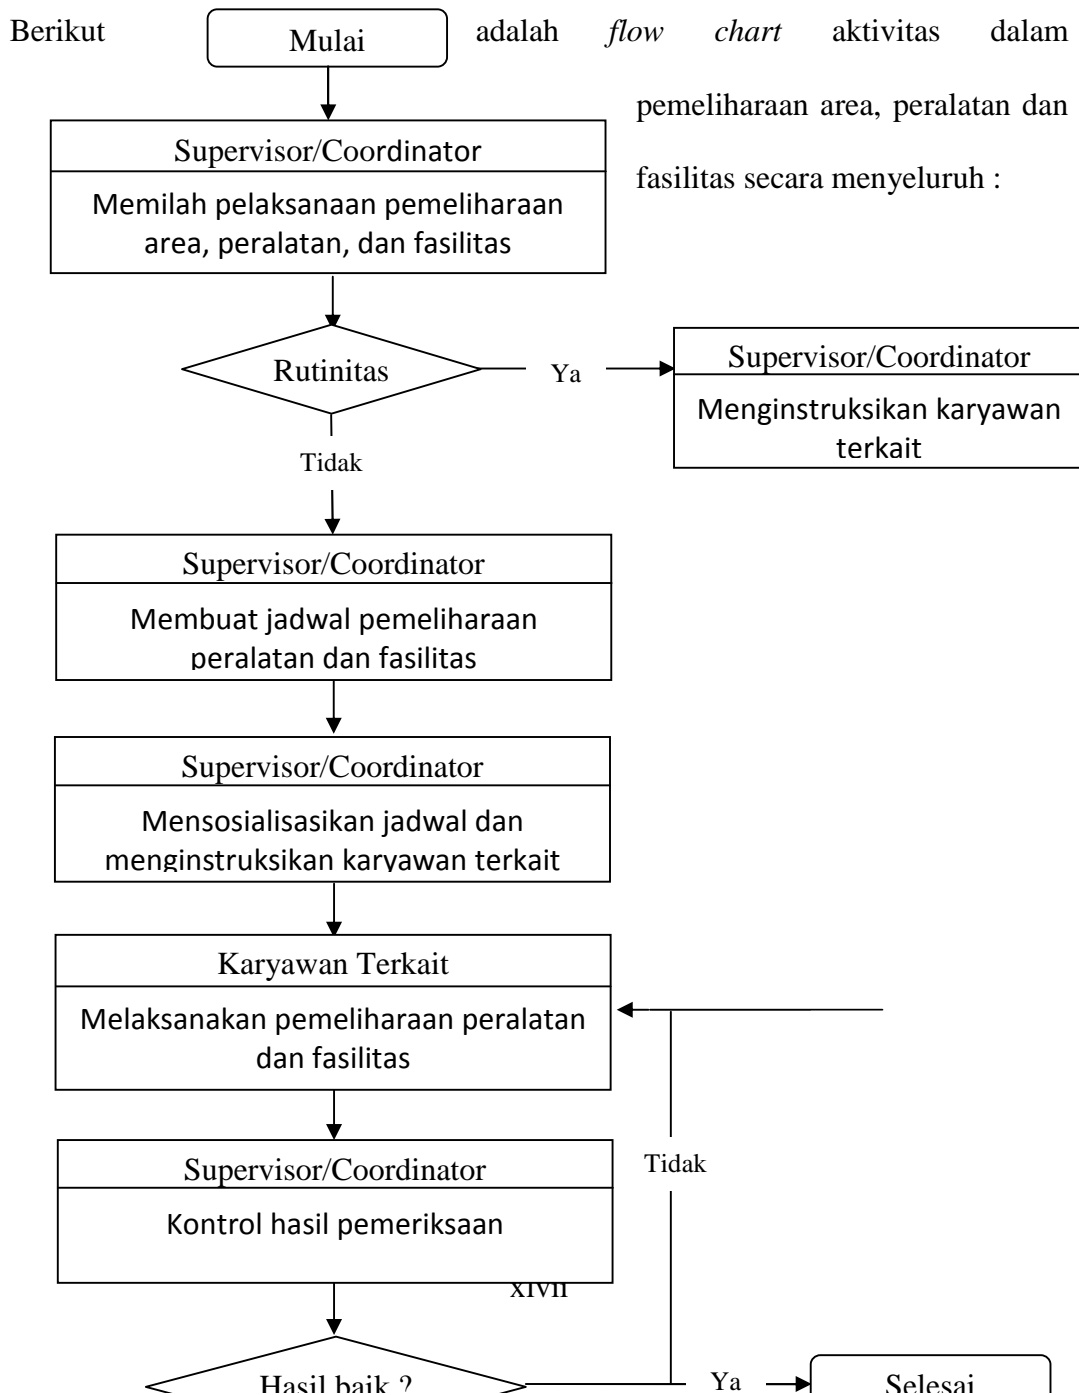 Berikut adalah flow chart aktivitas dalam
pemeliharaan area, peralatan dan
fasilitas secara menyeluruh :
Mulai
Supervisor/Coordinator
Memilah pelaksanaan pemeliharaan
area, peralatan, dan fasilitas
Rutinitas
Ya
Supervisor/Coordinator
Menginstruksikan karyawan
terkait
Tidak
Supervisor/Coordinator
Membuat jadwal pemeliharaan
peralatan dan fasilitas
Supervisor/Coordinator
Mensosialisasikan jadwal dan
menginstruksikan karyawan terkait
Karyawan Terkait
Melaksanakan pemeliharaan peralatan
dan fasilitas
Supervisor/Coordinator
Kontrol hasil pemeriksaan
Tidak
xlvii
Hasil baik ?
Ya
Selesai